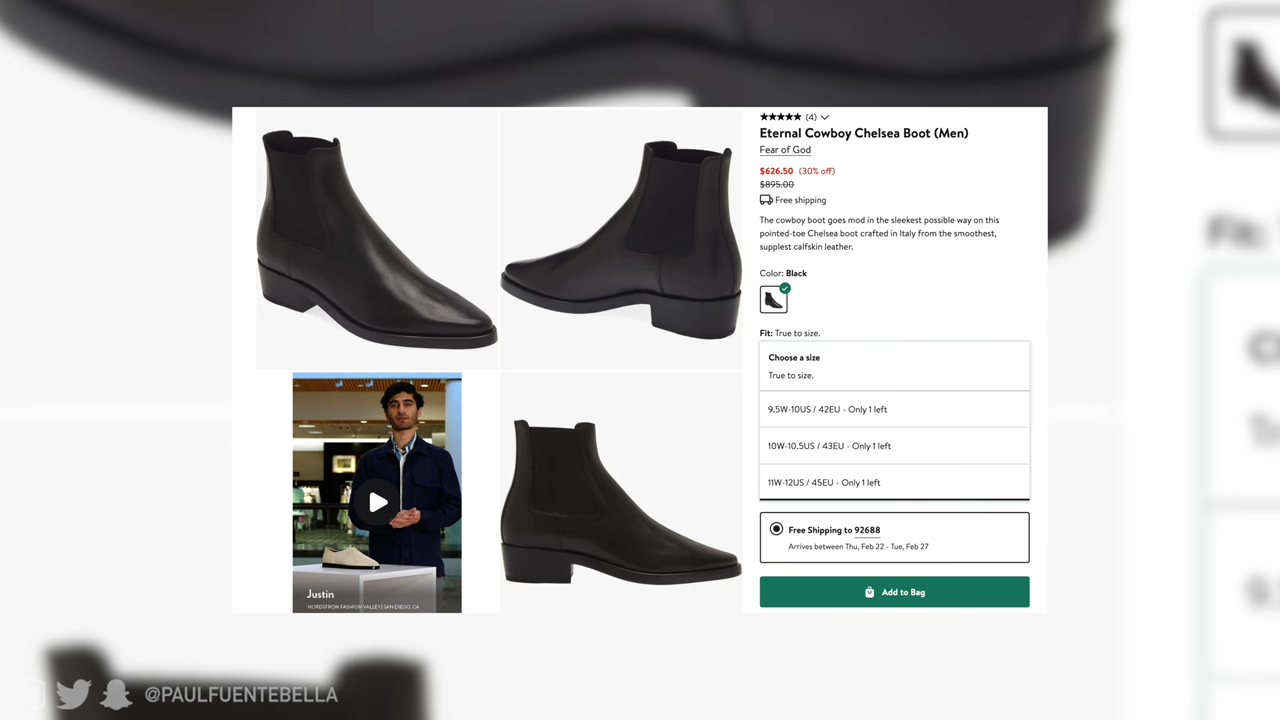 (4)
Eternal Cowboy Chelsea Boot (Men)
Fear of God
$626.50 (30% off)
$895.00
Free shipping
The cowboy boot goes mod in the sleekest possible way on this
pointed-toe Chelsea boot crafted in Italy from the smoothest,
supplest calfskin leather.
Color: Black
Fit: True to size.
Choose a size
True to size.
9.5W-10US / 42EU - Only 1 left
10W-10.5US / 43EU - Only 1 left
11W-12US / 45EU - Only 1 left
Free Shipping to 92688
Arrives between Thu, Feb 22 - Tue, Feb 27
Add to Bag
Justin
NORDSTROM FASHION VALLEY | SAN DIEGO, CA
Fit:
@PAULFUENTEBELLA